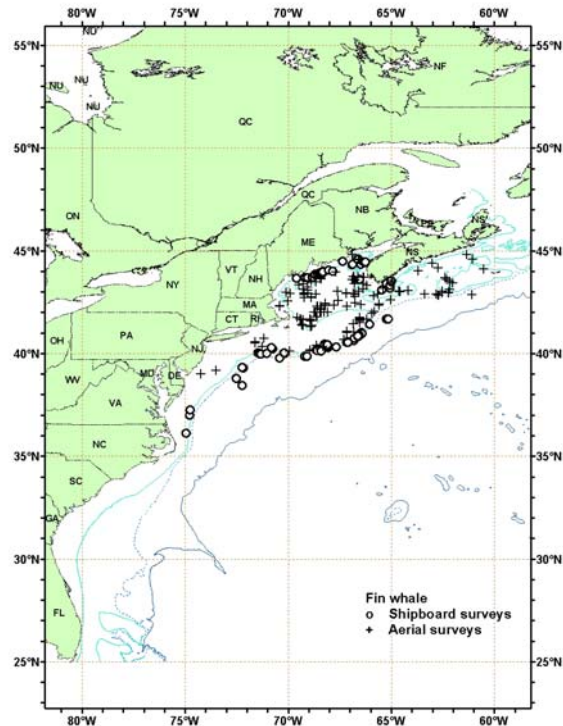 80°W 75°W 70°W 65°W 60°W
55°N 55°N
ND
NU
NU
NU
NF
QC
50°N 50°N
ON
QC
NB
PE
NS
ME
45°N 45°N
NS
VT
NH
NY
MA
CT RI
PA
40°N 40°N
NJ
OH
MD
DE
WV
VA
NC
35°N 35°N
SC
GA
30°N 30°N
FL
Fin whale
o Shipboard surveys
+ Aerial surveys
25°N 25°N
80°W 75°W 70°W 65°W 60°W